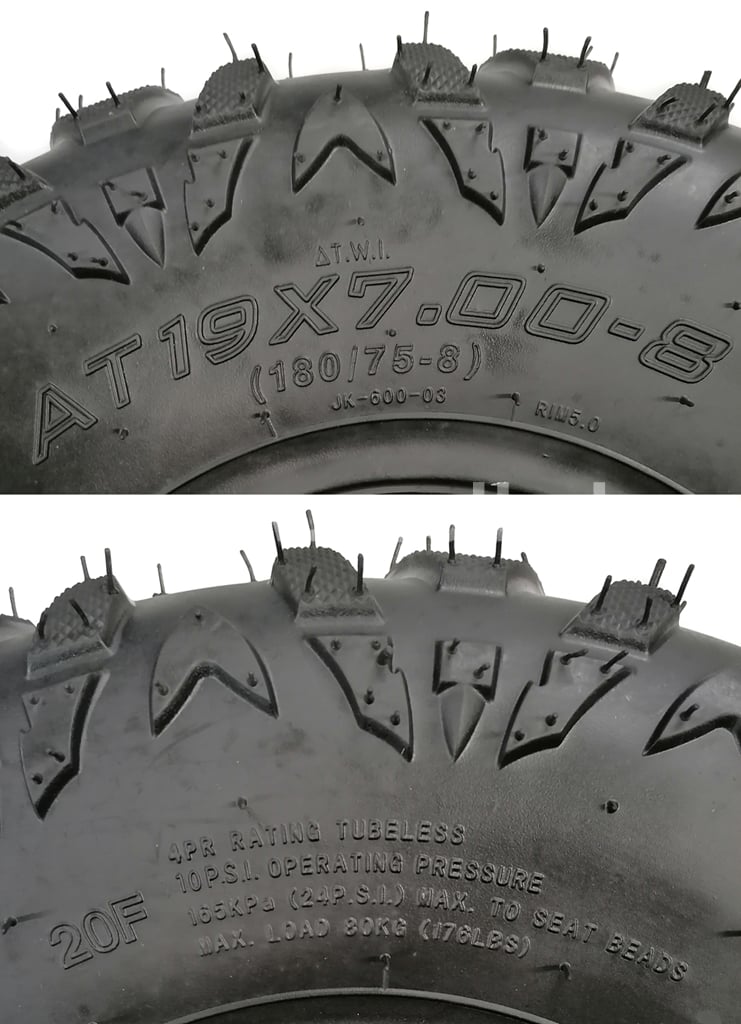 ΔT.W.I.
AT19X7.00-8
(180/75-8)
JK-600-03
RIM5.0
4PR RATING TUBELESS
10P.S.I. OPERATING PRESSURE
165KPa (24P.S.I.) MAX. TO SEAT BEADS
MAX. LOAD 80KG (176LBS)
20F